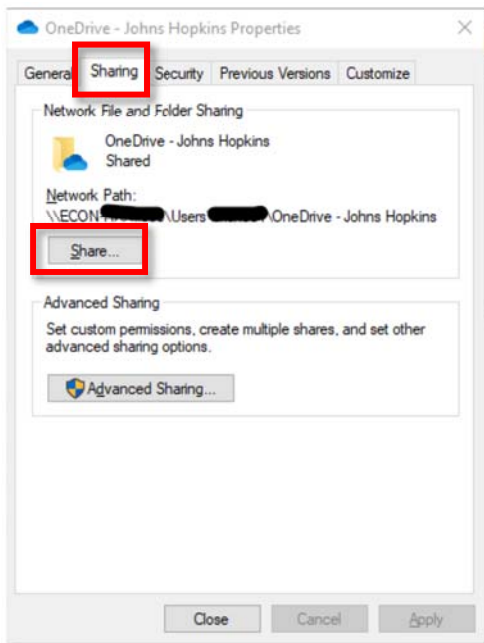 OneDrive - Johns Hopkins Properties
General Sharing Security Previous Versions Customize
Network File and Folder Sharing
OneDrive - Johns Hopkins
Shared
Network Path:
\\ECON \Users \OneDrive - Johns Hopkins
Share...
Advanced Sharing
Set custom permissions, create multiple shares, and set other
advanced sharing options.
Advanced Sharing...
Close Cancel Apply